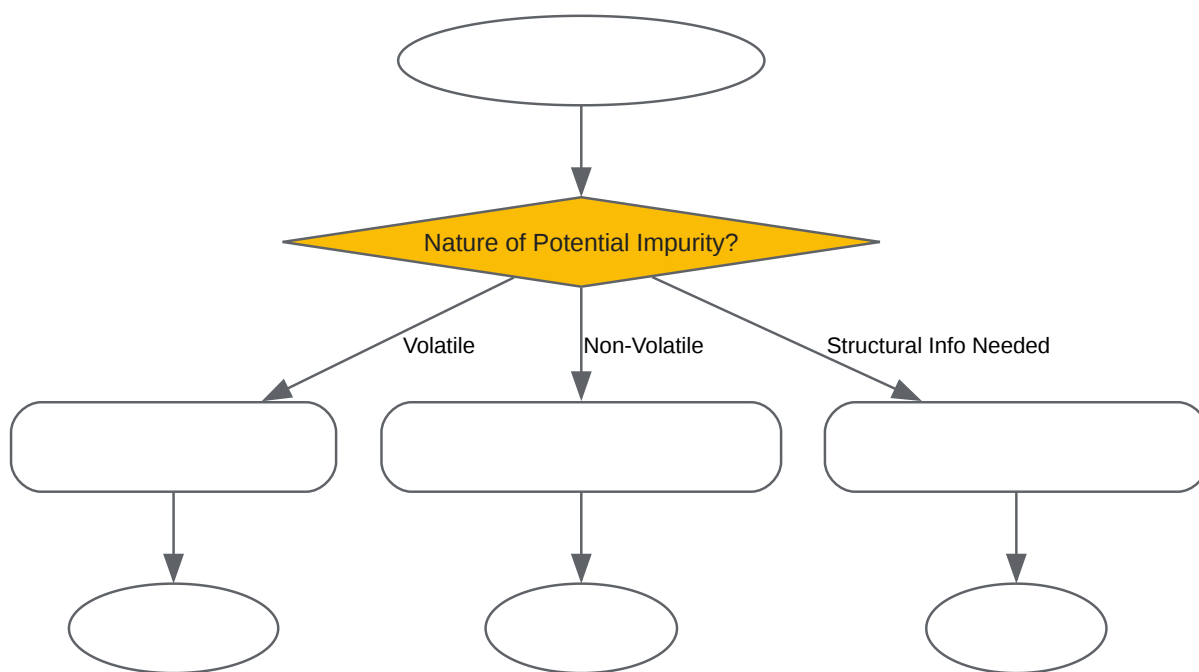 Nature of Potential Impurity?
Volatile
Non-Volatile
Structural Info Needed